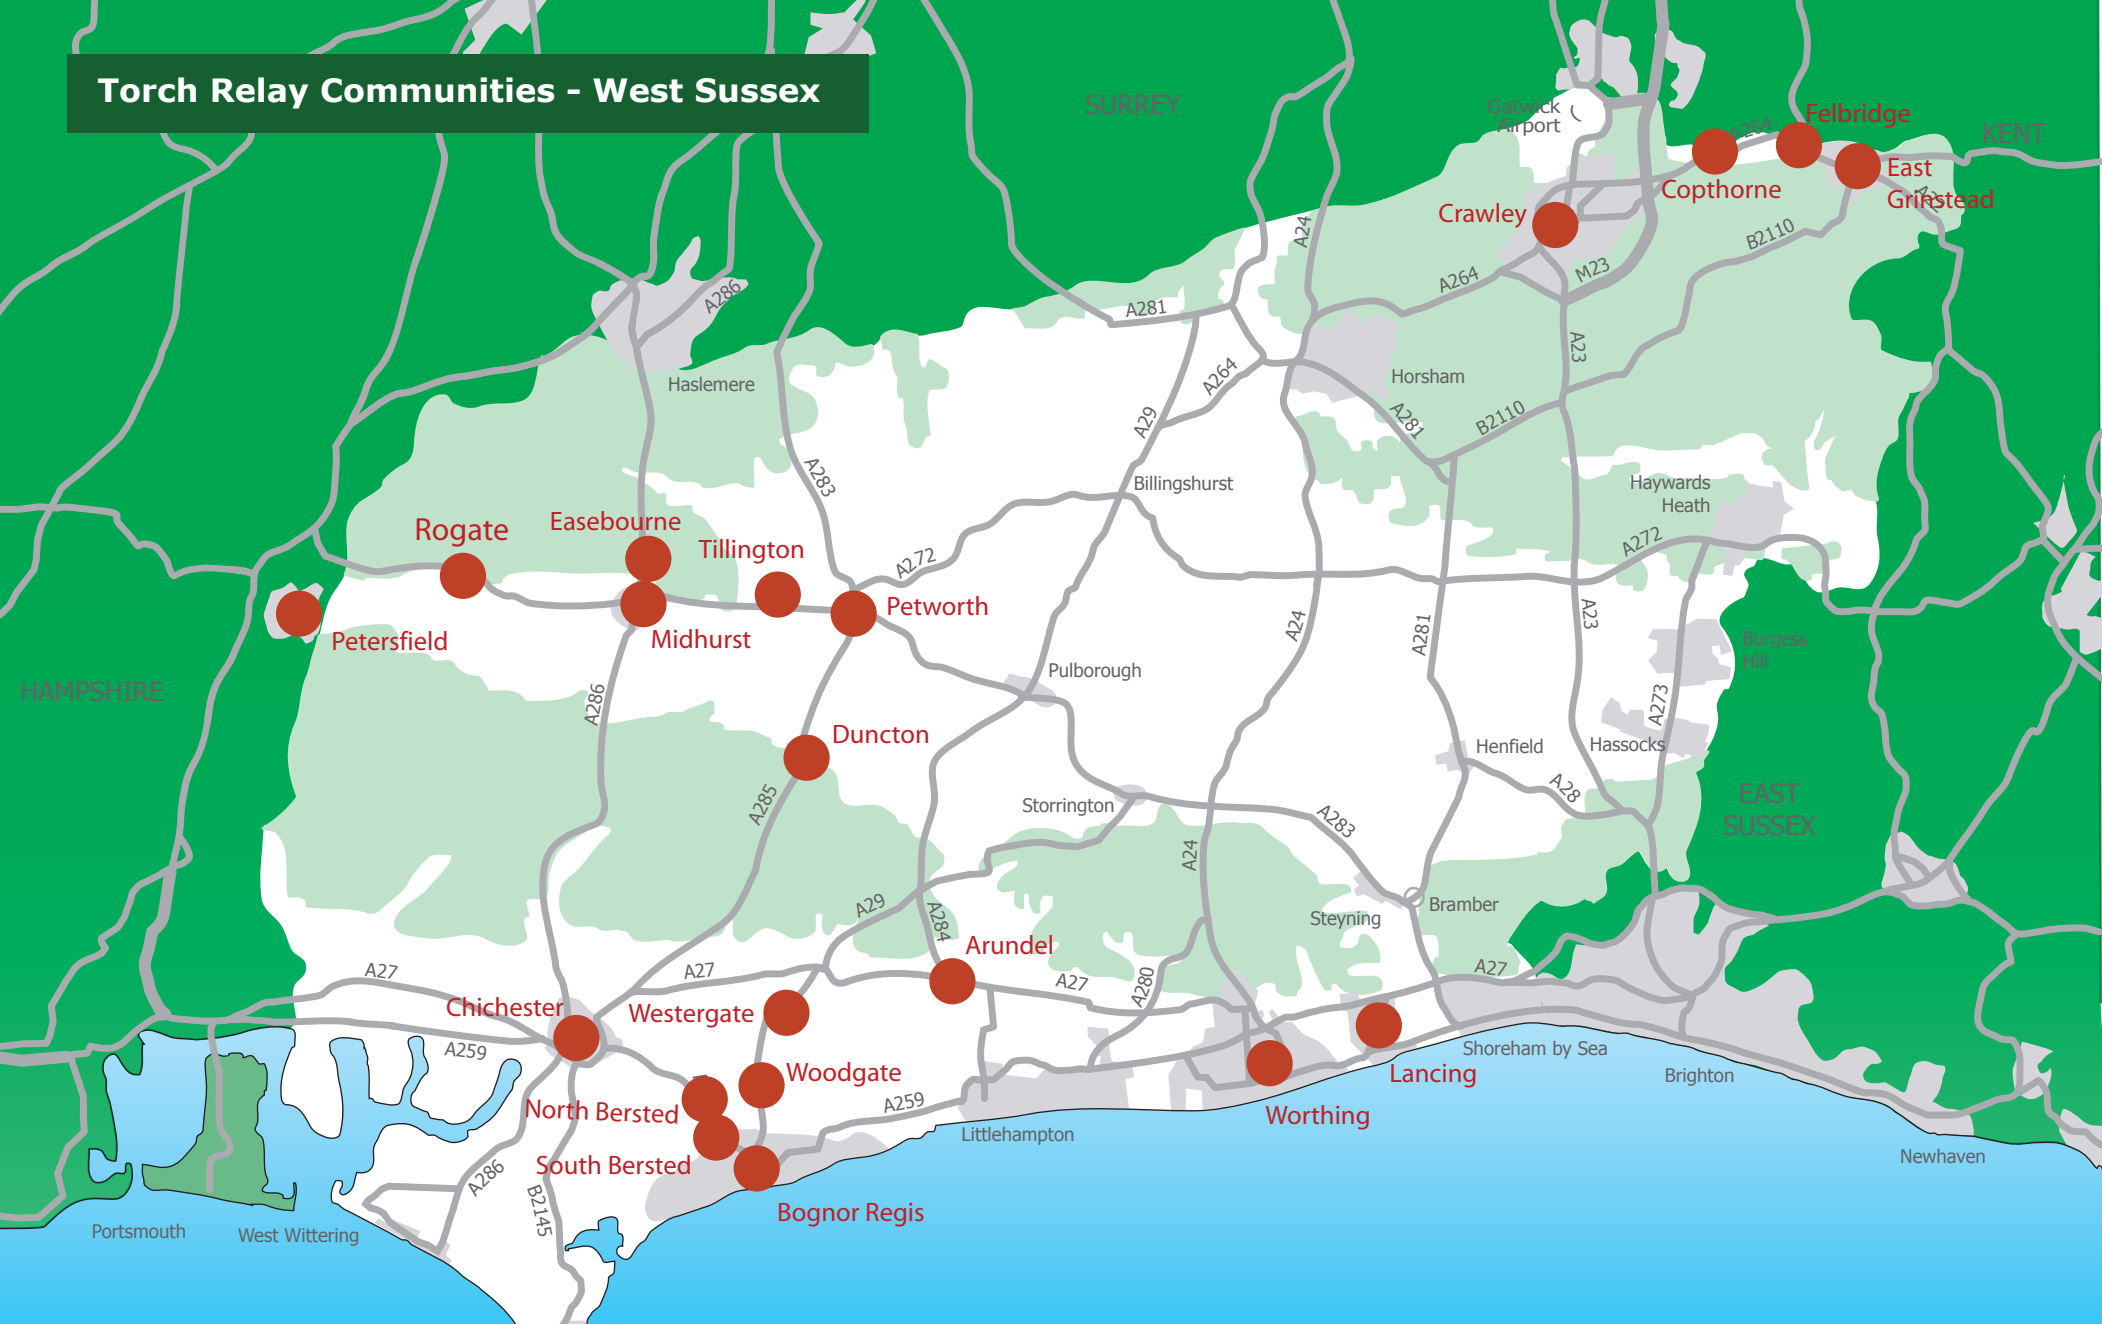 Torch Relay Communities - West Sussex
SURREY
KENT
HAMPSHIRE
EAST
SUSSEX
Gatwick
Airport
Felbridge
A264
Copthorne
East
Grinstead
Crawley
A24
B2110
M23
A264
A281
A286
Haslemere
A264
A29
Horsham
A23
A281
B2110
A283
Billingshurst
Haywards
Heath
Rogate
Easebourne
Tillington
A272
A272
Petersfield
Midhurst
Petworth
A24
A281
A23
Burgess
Hill
Pulborough
A286
A273
Duncton
Henfield
Hassocks
A285
Storrington
A283
A28
A24
A29
A284
Steyning
Bramber
Arundel
A27
A27
A27
A280
A27
Chichester
Westergate
A259
Woodgate
North Bersted
A259
Shoreham by Sea
Lancing
Brighton
Worthing
Littlehampton
South Bersted
A286
B2145
Bognor Regis
Newhaven
Portsmouth
West Wittering